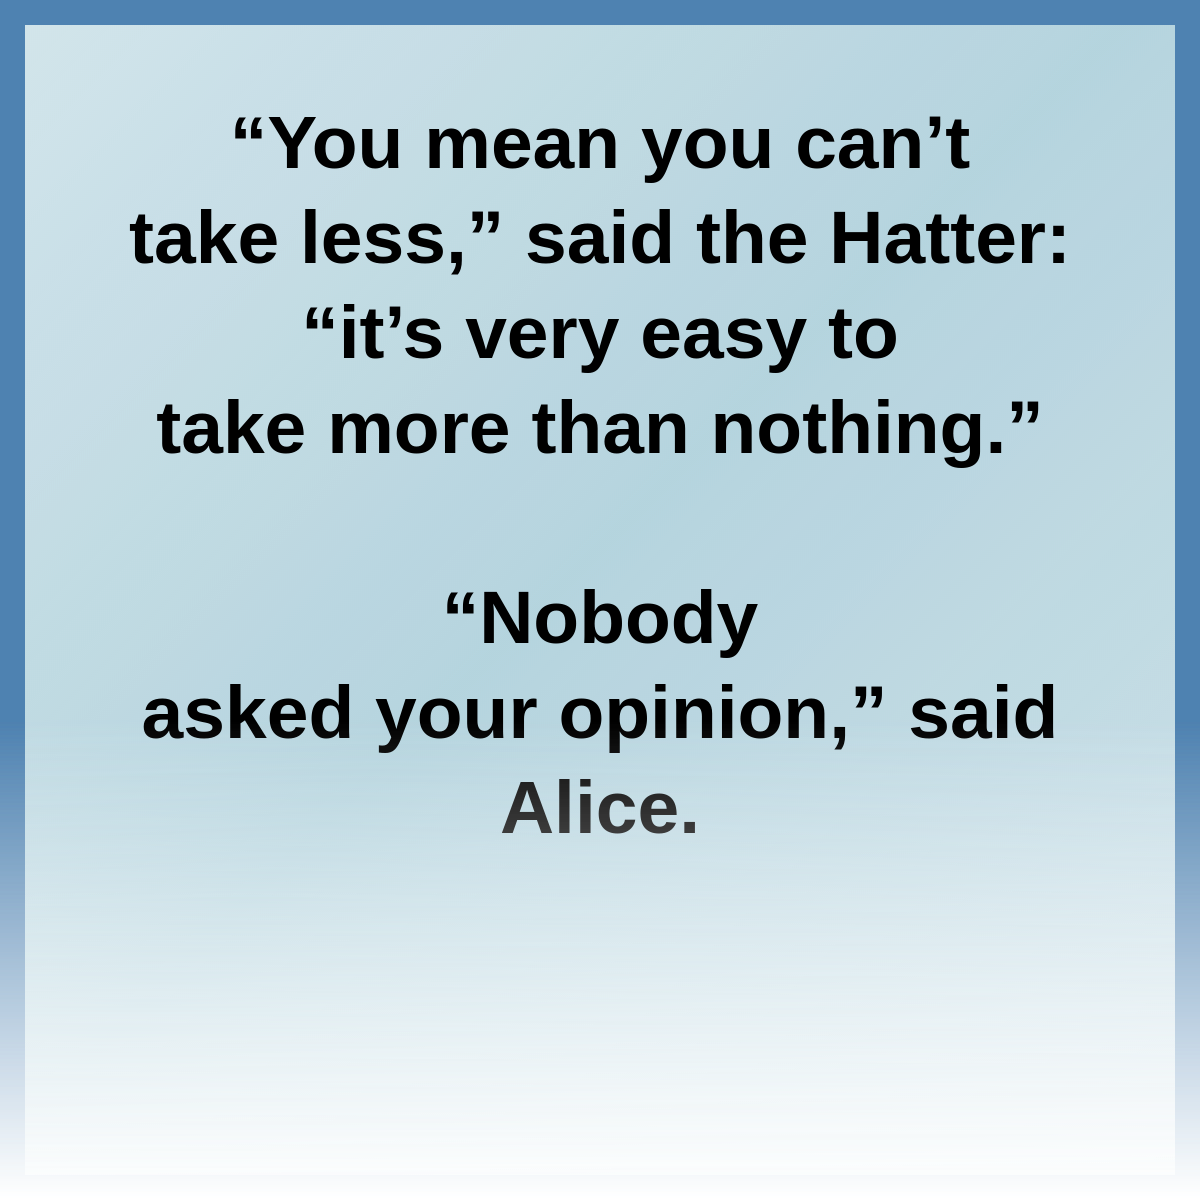 “You mean you can’t
take less,” said the Hatter:
“it’s very easy to
take more than nothing.”
“Nobody
asked your opinion,” said
Alice.